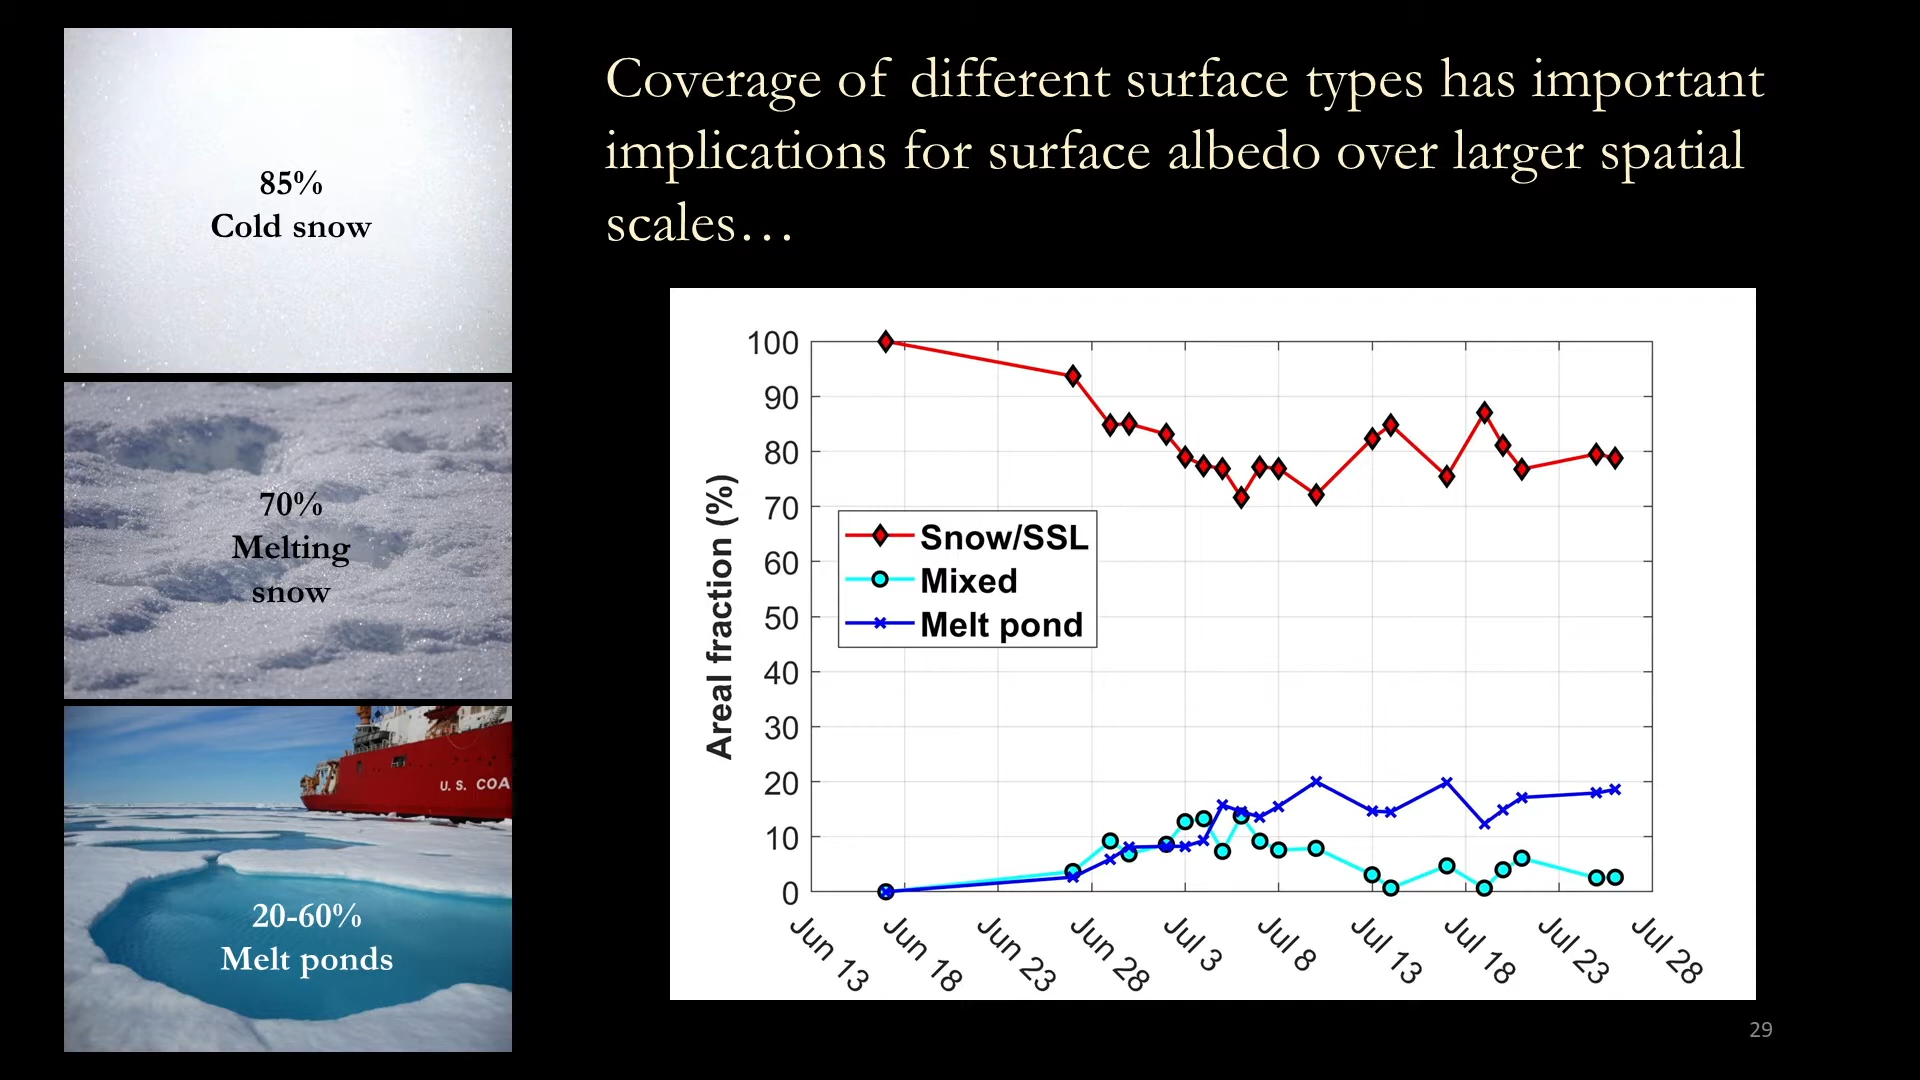 Coverage of different surface types has important
implications for surface albedo over larger spatial
scales…
85%
Cold snow
70%
Melting
snow
U. S. COA
20-60%
Melt ponds
Areal fraction (%)
100
90
80
70
60
50
40
30
20
10
0
Snow/SSL
Mixed
Melt pond
Jun 13
Jun 18
Jun 23
Jun 28
Jul 3
Jul 8
Jul 13
Jul 18
Jul 23
Jul 28
29